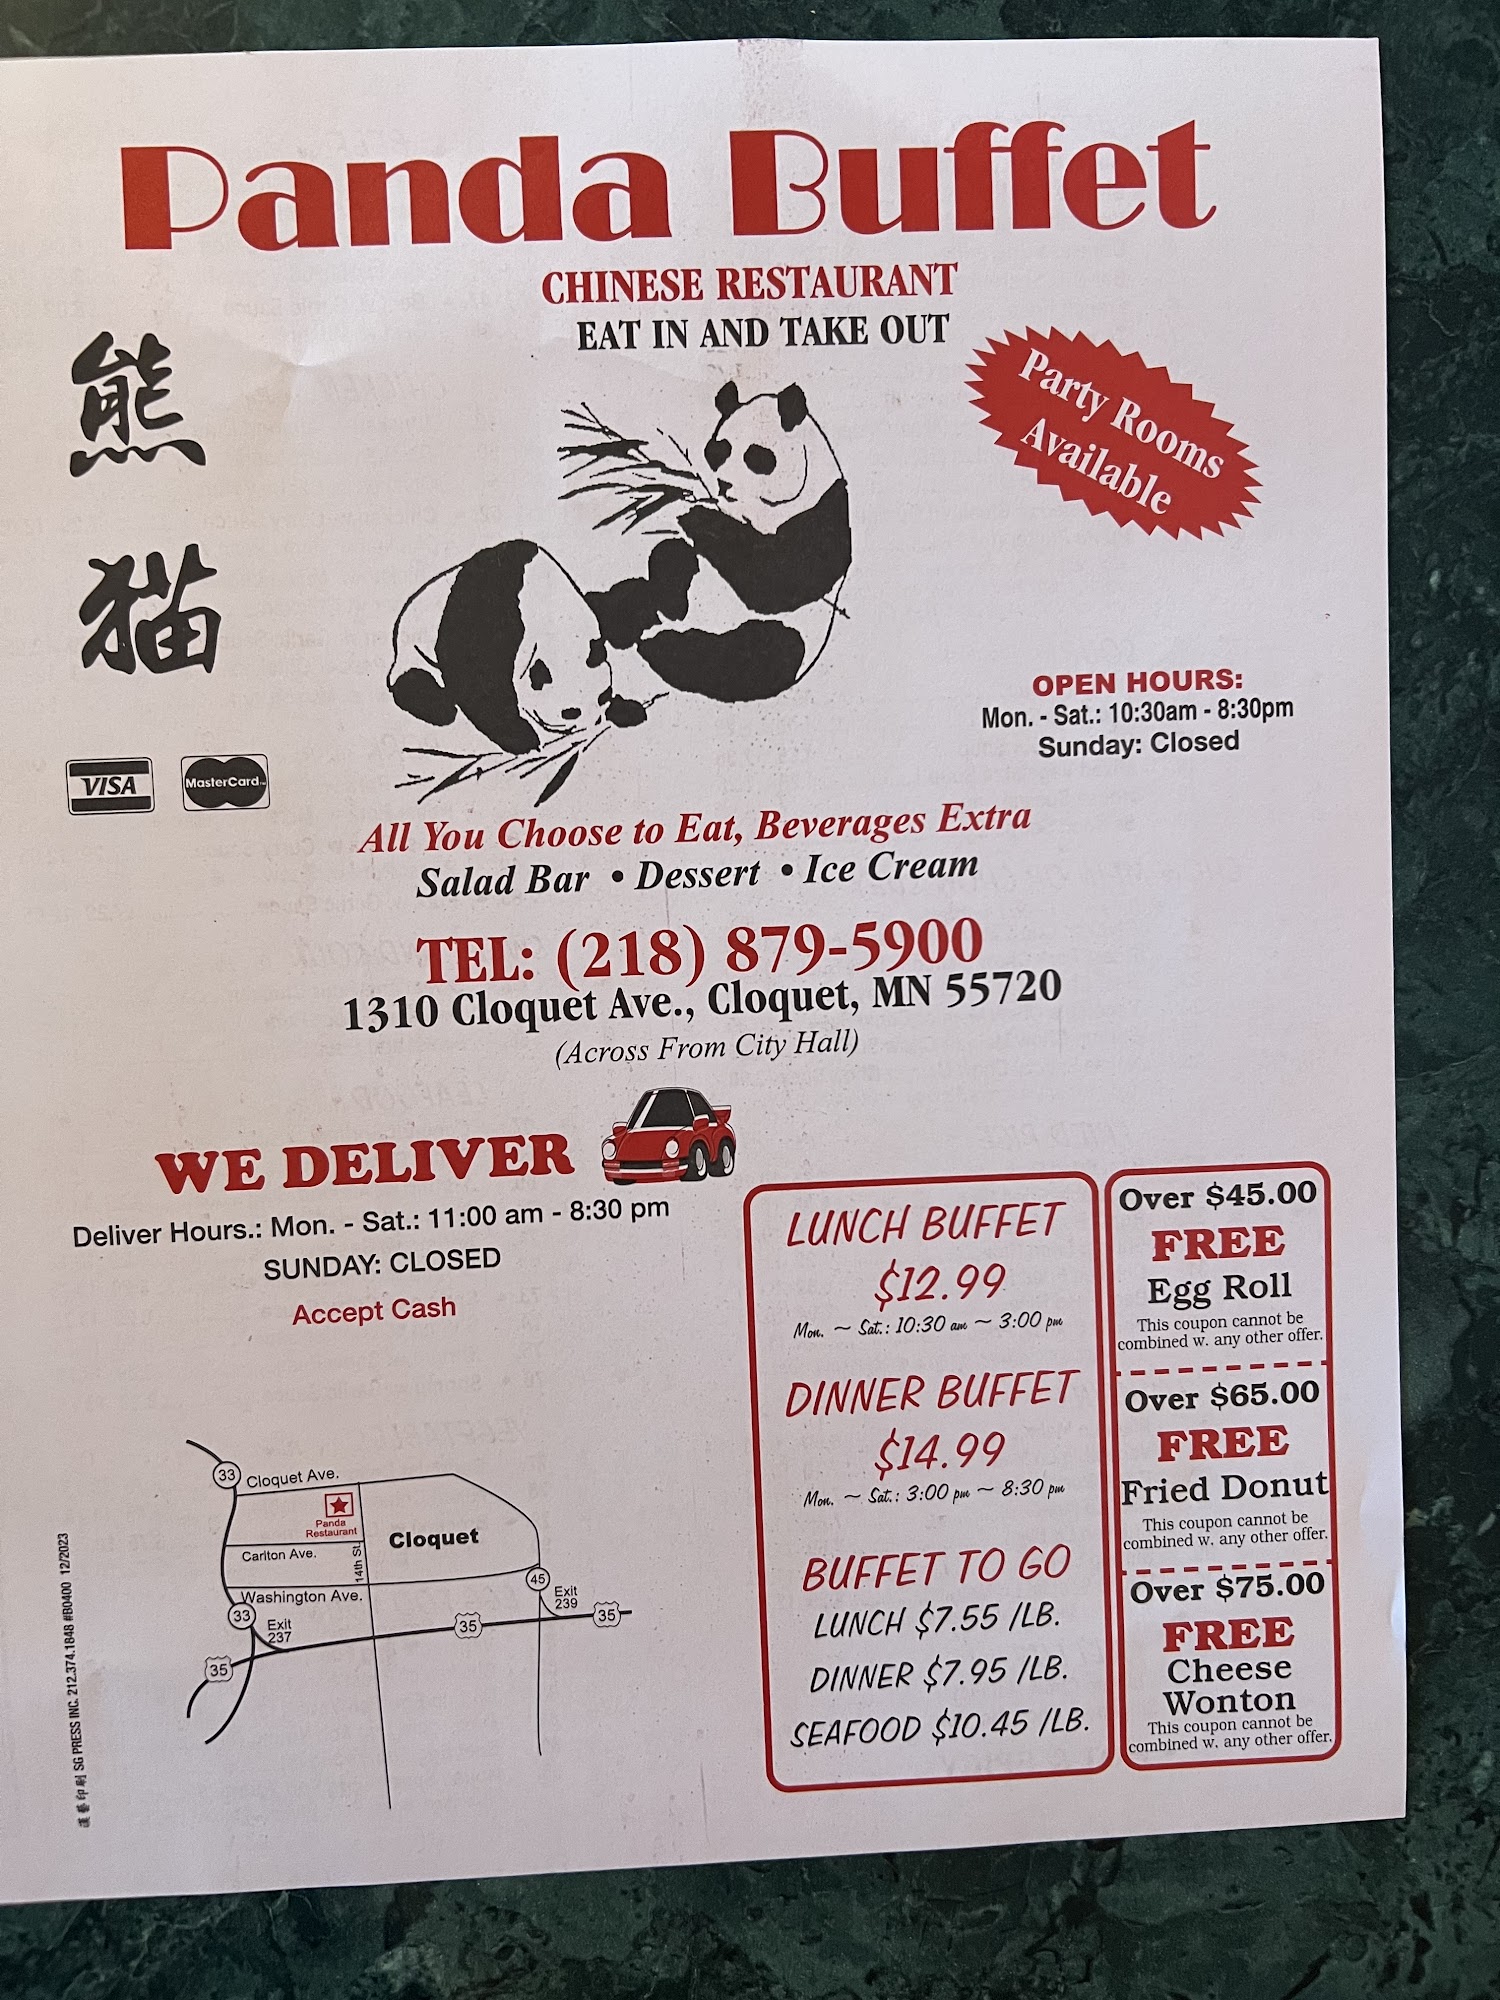 Panda Buffet
CHINESE RESTAURANT
EAT IN AND TAKE OUT
熊
猫
Party Rooms
Available
OPEN HOURS:
Mon. - Sat.: 10:30am - 8:30pm
Sunday: Closed
VISA
MasterCard
All You Choose to Eat, Beverages Extra
Salad Bar • Dessert • Ice Cream
TEL: (218) 879-5900
1310 Cloquet Ave., Cloquet, MN 55720
(Across From City Hall)
WE DELIVER
Deliver Hours.: Mon. - Sat.: 11:00 am - 8:30 pm
SUNDAY: CLOSED
Accept Cash
33
Cloquet Ave.
Panda
Restaurant
Cloquet
Carlton Ave.
14th St.
Washington Ave.
33
Exit
237
45
Exit
239
35
35
35
漢藝印刷 SG PRESS INC. 212.374.1848 #B0400 12/2023
LUNCH BUFFET
$12.99
Mon. ~ Sat.: 10:30 am ~ 3:00 pm
DINNER BUFFET
$14.99
Mon. ~ Sat.: 3:00 pm ~ 8:30 pm
BUFFET TO GO
LUNCH $7.55 /LB.
DINNER $7.95 /LB.
SEAFOOD $10.45 /LB.
Over $45.00
FREE
Egg Roll
This coupon cannot be
combined w. any other offer.
Over $65.00
FREE
Fried Donut
This coupon cannot be
combined w. any other offer.
Over $75.00
FREE
Cheese
Wonton
This coupon cannot be
combined w. any other offer.